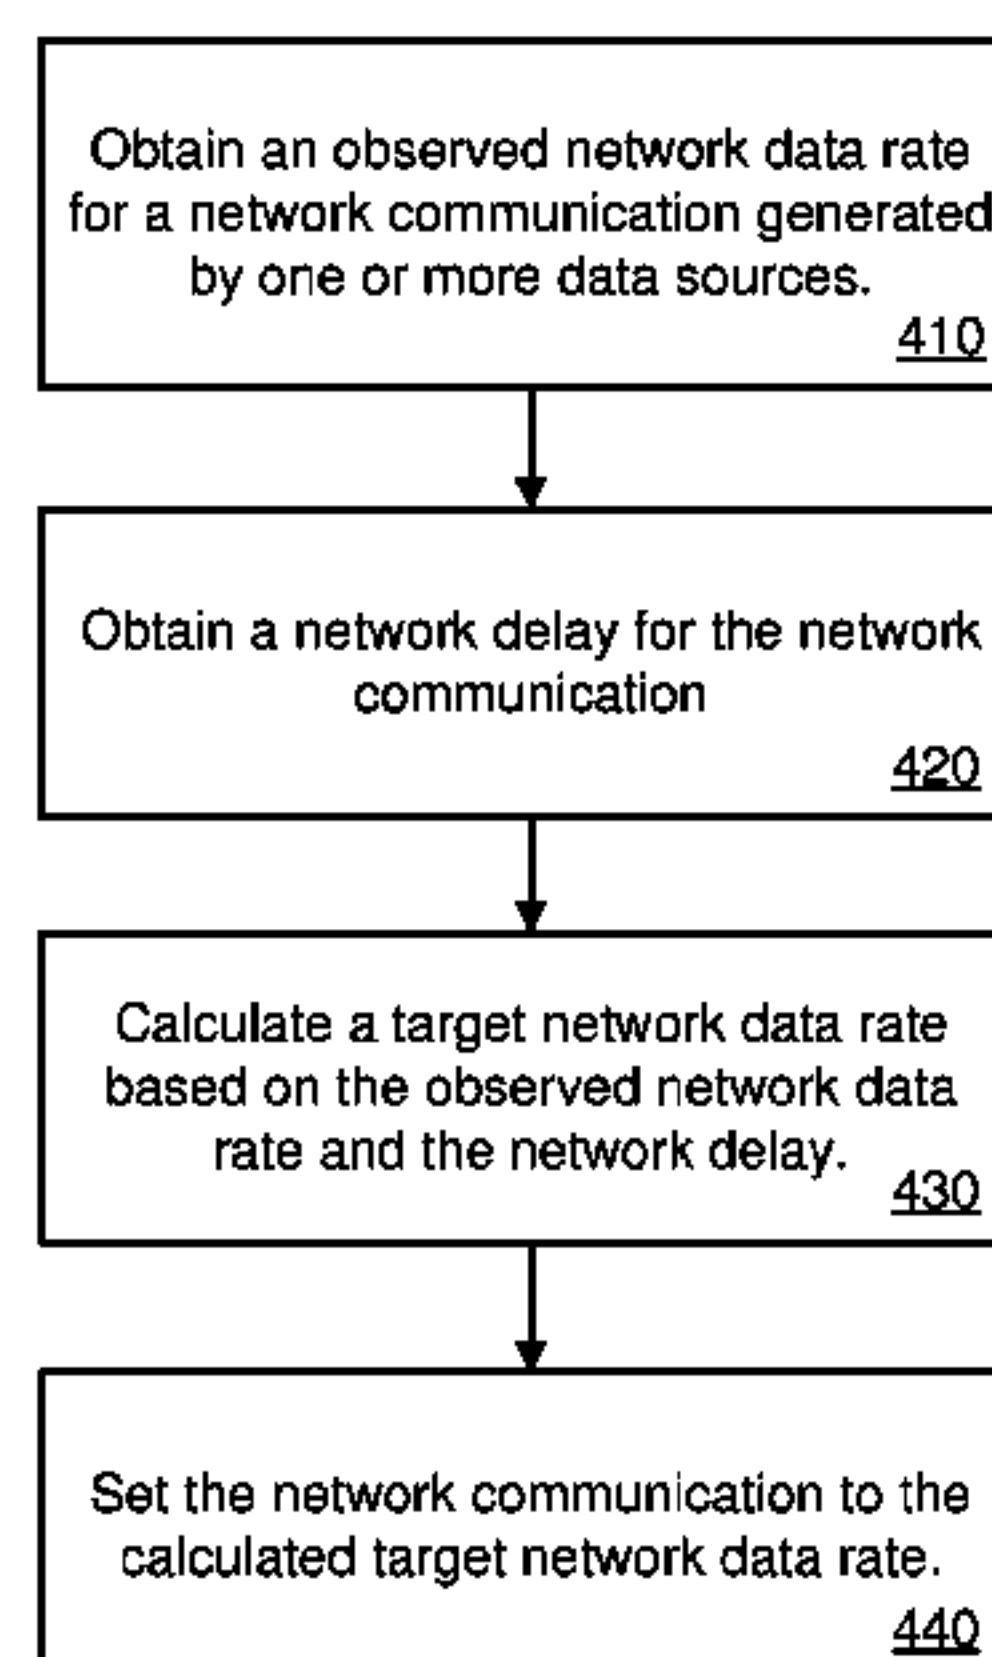 Obtain an observed network data rate
for a network communication generated
by one or more data sources.
410
Obtain a network delay for the network
communication
420
Calculate a target network data rate
based on the observed network data
rate and the network delay.
430
Set the network communication to the
calculated target network data rate.
440